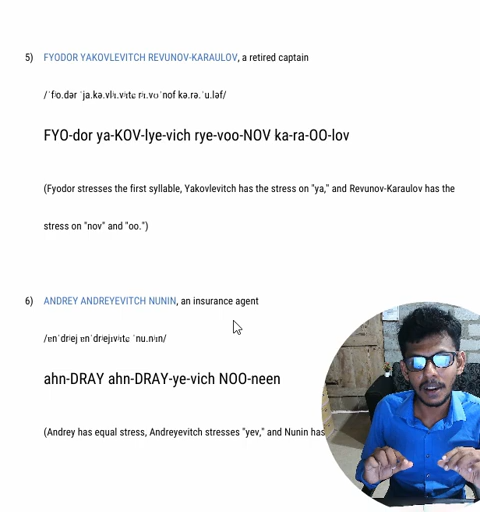 5) FYODOR YAKOVLEVITCH REVUNOV-KARAULOV, a retired captain
FYO-dor ya-KOV-lye-vich rye-voo-NOV ka-ra-OO-lov
(Fyodor stresses the first syllable, Yakovlevitch has the stress on "ya," and Revunov-Karaulov has the
stress on "nov" and "oo.")
6) ANDREY ANDREYEVITCH NUNIN, an insurance agent
ahn-DRAY ahn-DRAY-ye-vich NOO-neen
(Andrey has equal stress, Andreyevitch stresses "yev," and Nunin has